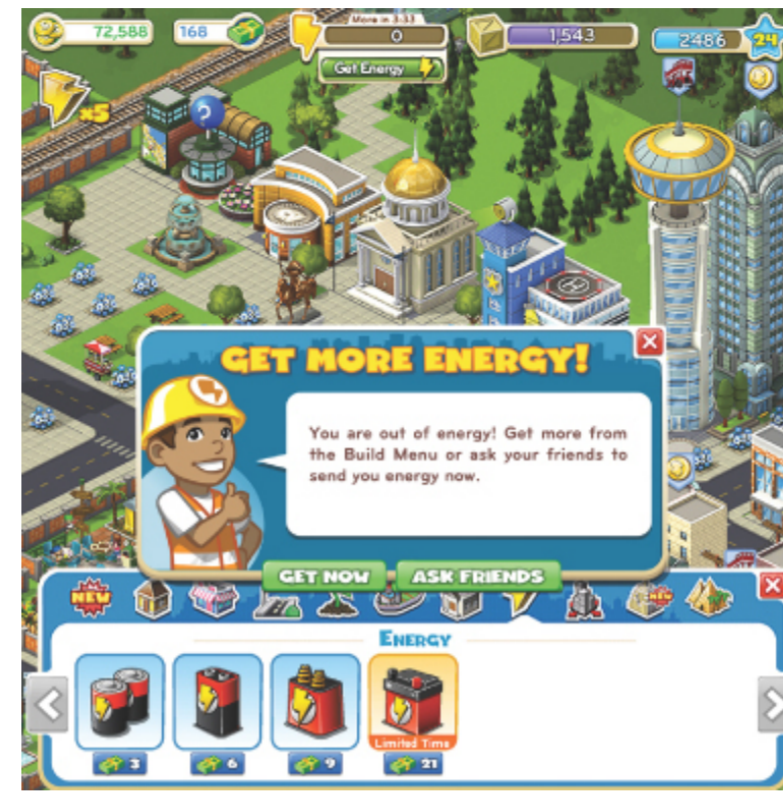 72,588
168
More in 3:33
0
1,543
2486
24
Get Energy
x5
?
GET MORE ENERGY!
You are out of energy! Get more from
the Build Menu or ask your friends to
send you energy now.
GET NOW
ASK FRIENDS
NEW
NEW
ENERGY
Limited Time
3
6
9
21